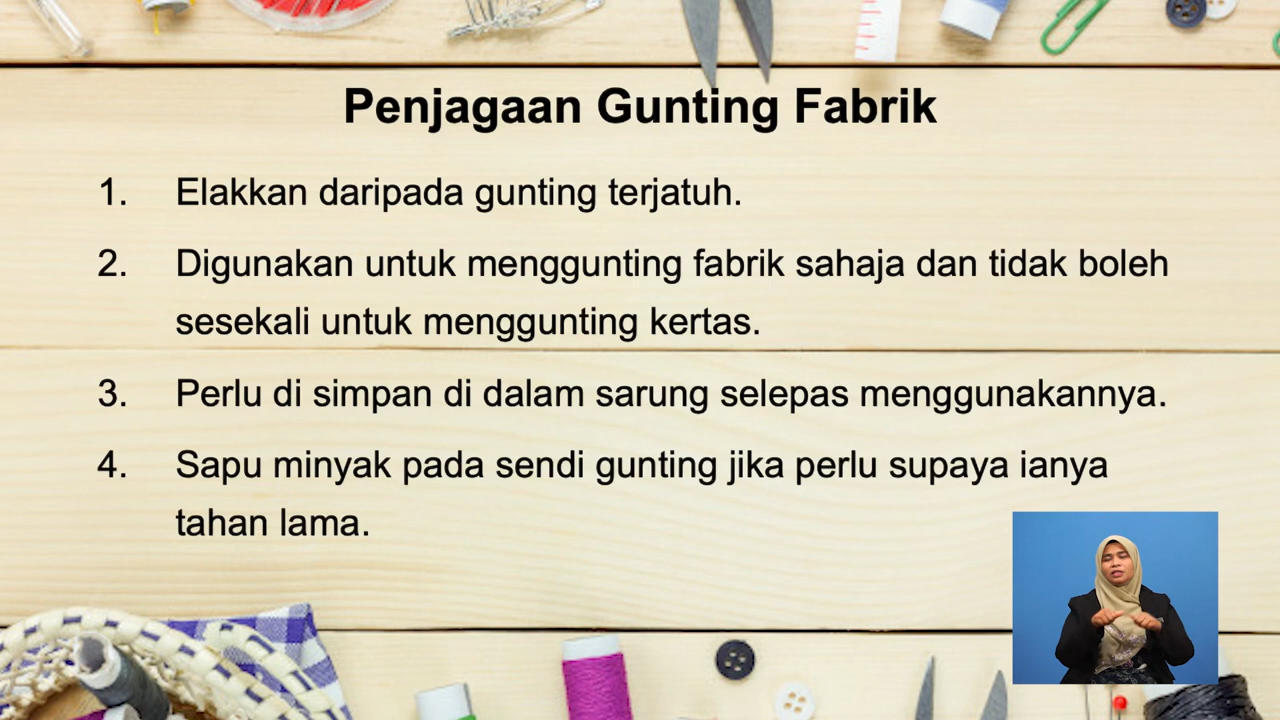 Penjagaan Gunting Fabrik
1. Elakkan daripada gunting terjatuh.
2. Digunakan untuk menggunting fabrik sahaja dan tidak boleh
sesekali untuk menggunting kertas.
3. Perlu di simpan di dalam sarung selepas menggunakannya.
4. Sapu minyak pada sendi gunting jika perlu supaya ianya
tahan lama.